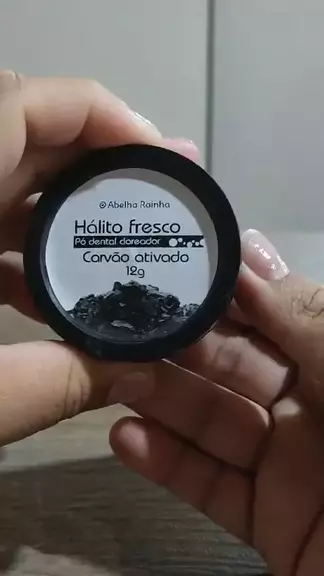 @ Abelha Rainha
Hálito fresco
Pó dental clareador
Carvão ativado
12g